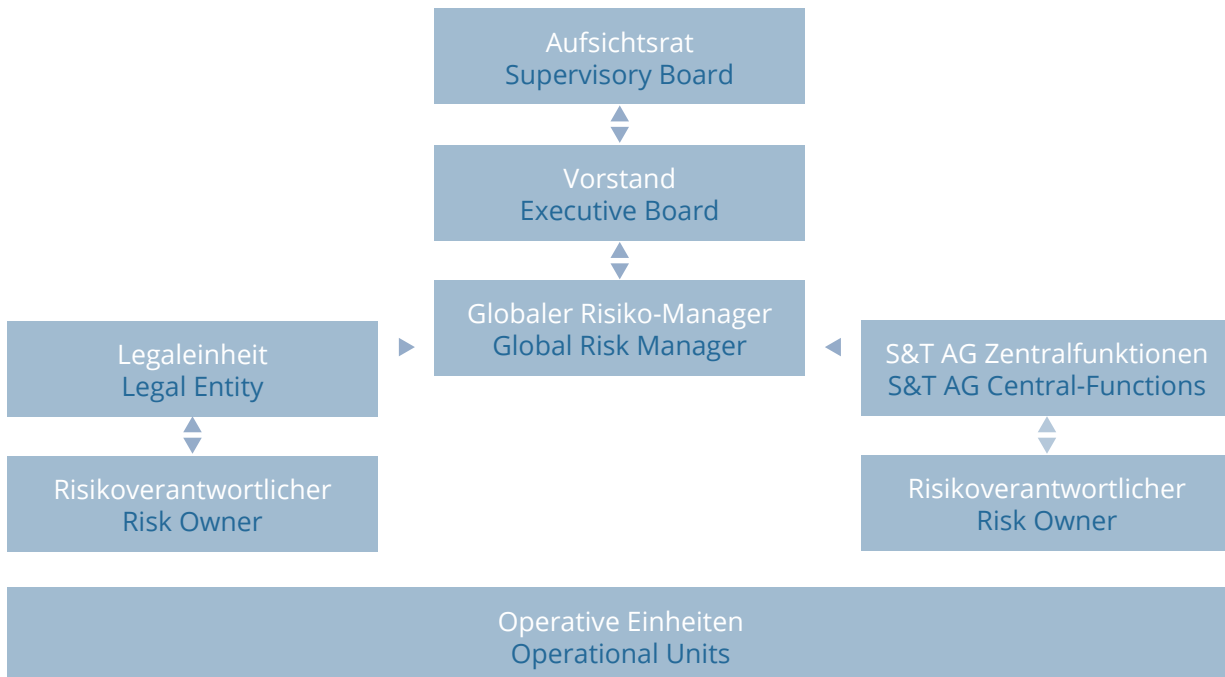 Aufsichtsrat
Supervisory Board
Vorstand
Executive Board
Globaler Risiko-Manager
Global Risk Manager
Legaleinheit
Legal Entity
S&T AG Zentralfunktionen
S&T AG Central-Functions
Risikoverantwortlicher
Risk Owner
Risikoverantwortlicher
Risk Owner
Operative Einheiten
Operational Units